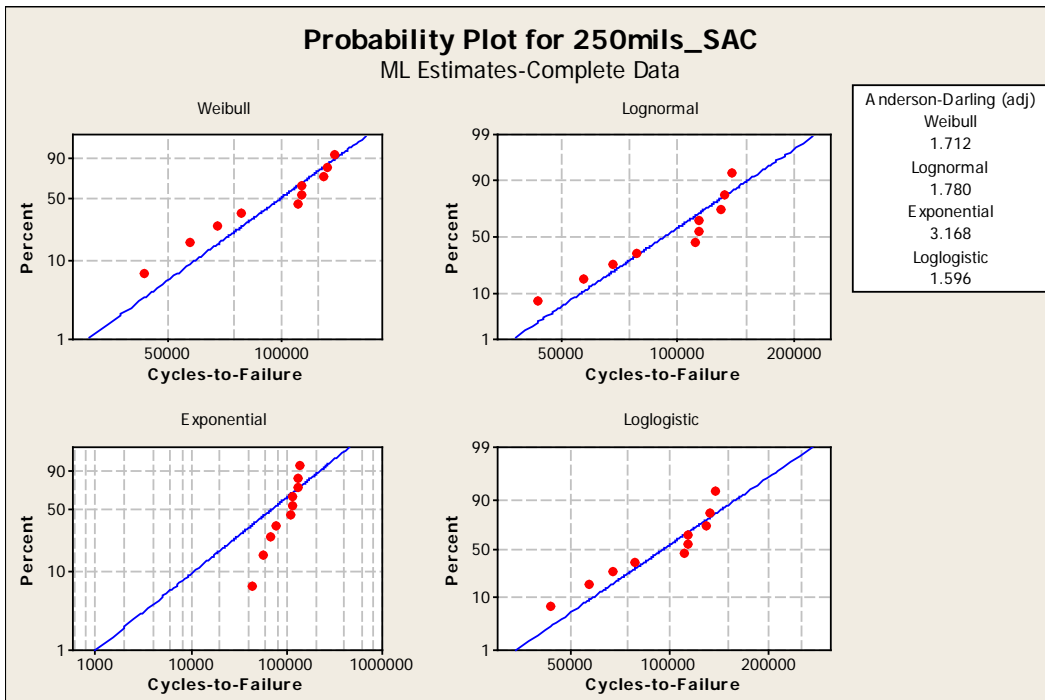 Probability Plot for 250mils_SAC
ML Estimates-Complete Data
Weibull
Percent
90
50
10
1
50000 100000
Cycles-to-Failure
Lognormal
Percent
99
90
50
10
1
50000 100000 200000
Cycles-to-Failure
Anderson-Darling (adj)
Weibull
1.712
Lognormal
1.780
Exponential
3.168
Loglogistic
1.596
Exponential
Percent
90
50
10
1
1000 10000 100000 1000000
Cycles-to-Failure
Loglogistic
Percent
99
90
50
10
1
50000 100000 200000
Cycles-to-Failure